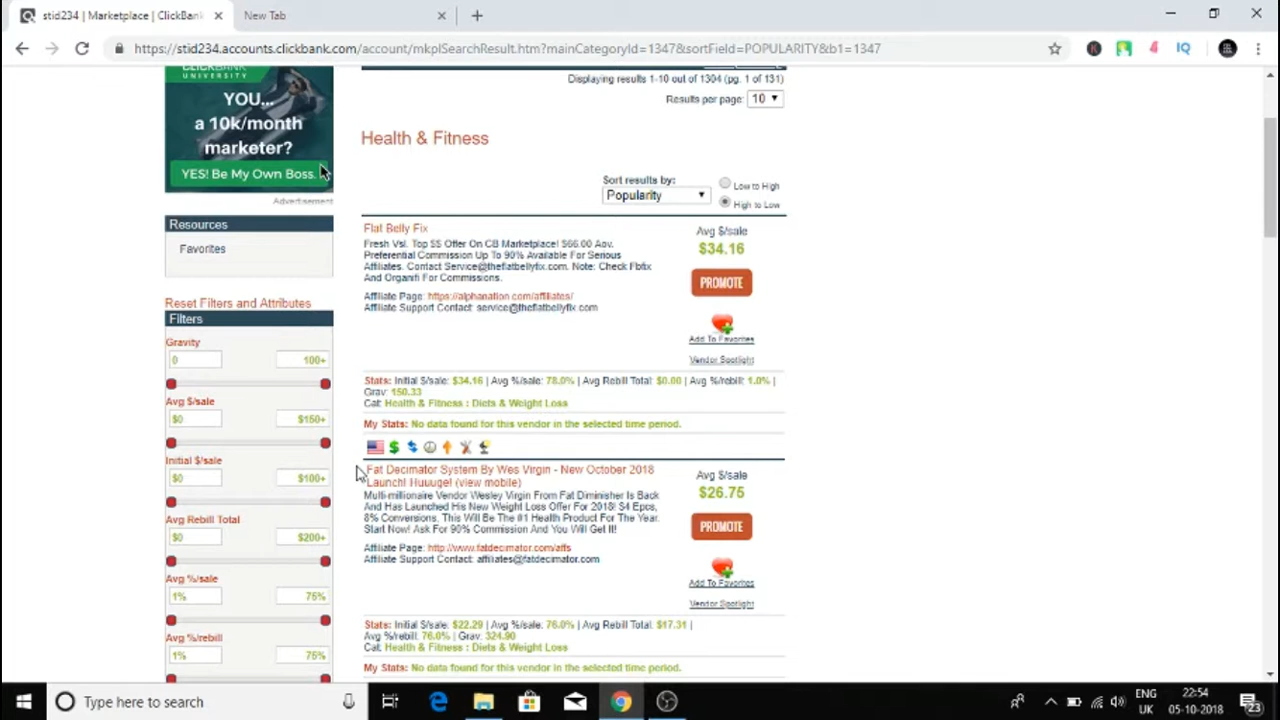 stid234 | Marketplace | ClickBan
New Tab
https://stid234.accounts.clickbank.com/account/mkplSearchResult.htm?mainCategoryId=1347&sortField=POPULARITY&b1=1347
IQ
CLICKBANK
UNIVERSITY
YOU...
a 10k/month
marketer?
YES! Be My Own Boss.
Advertisement
Resources
Favorites
Reset Filters and Attributes
Filters
Gravity
0 100+
Avg $/sale
$0 $150+
Initial $/sale
$0 $100+
Avg Rebill Total
$0 $200+
Avg %/sale
1% 75%
Avg %/rebill
1% 75%
Displaying results 1-10 out of 1304 (pg. 1 of 131)
Results per page: 10
Health & Fitness
Sort results by:
Popularity
Low to High
High to Low
Flat Belly Fix
Fresh Vsl. Top $$ Offer On CB Marketplace! $66.00 Aov.
Preferential Commission Up To 90% Available For Serious
Affiliates. Contact Service@theflatbellyfix.com. Note: Check Fbfix
And Organifi For Commissions.
Affiliate Page: https://alphanation.com/affiliates/
Affiliate Support Contact: service@theflatbellyfix.com
Avg $/sale
$34.16
PROMOTE
Add To Favorites
Vendor Spotlight
Stats: Initial $/sale: $34.16 | Avg %/sale: 78.0% | Avg Rebill Total: $0.00 | Avg %/rebill: 1.0% |
Grav: 150.33
Cat: Health & Fitness : Diets & Weight Loss
My Stats: No data found for this vendor in the selected time period.
Fat Decimator System By Wes Virgin - New October 2018
Launch! Huuuge! (view mobile)
Multi-millionaire Vendor Wesley Virgin From Fat Diminisher Is Back
And Has Launched His New Weight Loss Offer For 2018! $4 Epcs,
8% Conversions. This Will Be The #1 Health Product For The Year.
Start Now! Ask For 90% Commission And You Will Get It!
Affiliate Page: http://www.fatdecimator.com/affs
Affiliate Support Contact: affiliates@fatdecimator.com
Avg $/sale
$26.75
PROMOTE
Add To Favorites
Vendor Spotlight
Stats: Initial $/sale: $22.29 | Avg %/sale: 76.0% | Avg Rebill Total: $17.31 |
Avg %/rebill: 76.0% | Grav: 324.90
Cat: Health & Fitness : Diets & Weight Loss
My Stats: No data found for this vendor in the selected time period.
Type here to search
ENG
UK
22:54
05-10-2018
23